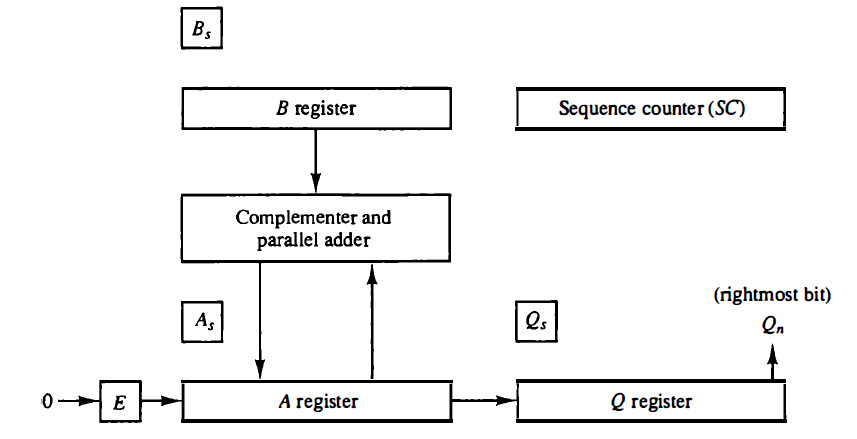 Bs
B register
Sequence counter (SC)
Complementer and
parallel adder
As
Qs
(rightmost bit)
Qn
0
E
A register
Q register